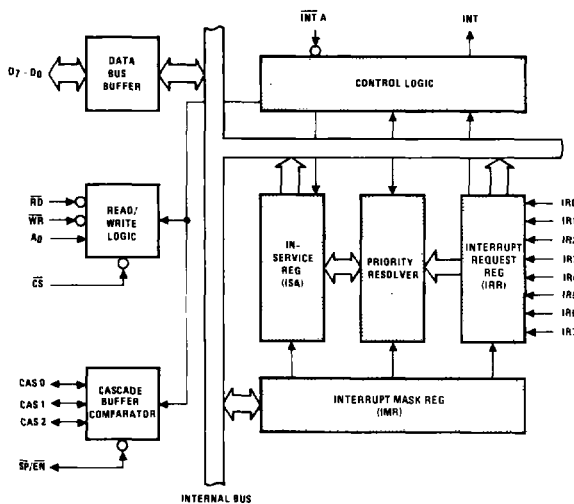 INT A
INT
D7 - D0
DATA
BUS
BUFFER
CONTROL LOGIC
RD
WR
A0
READ/
WRITE
LOGIC
CS
IN-
SERVICE
REG
(ISA)
PRIORITY
RESOLVER
INTERRUPT
REQUEST
REG
(IRR)
CAS 0
CAS 1
CAS 2
CASCADE
BUFFER
COMPARATOR
SP/EN
INTERRUPT MASK REG
(IMR)
INTERNAL BUS